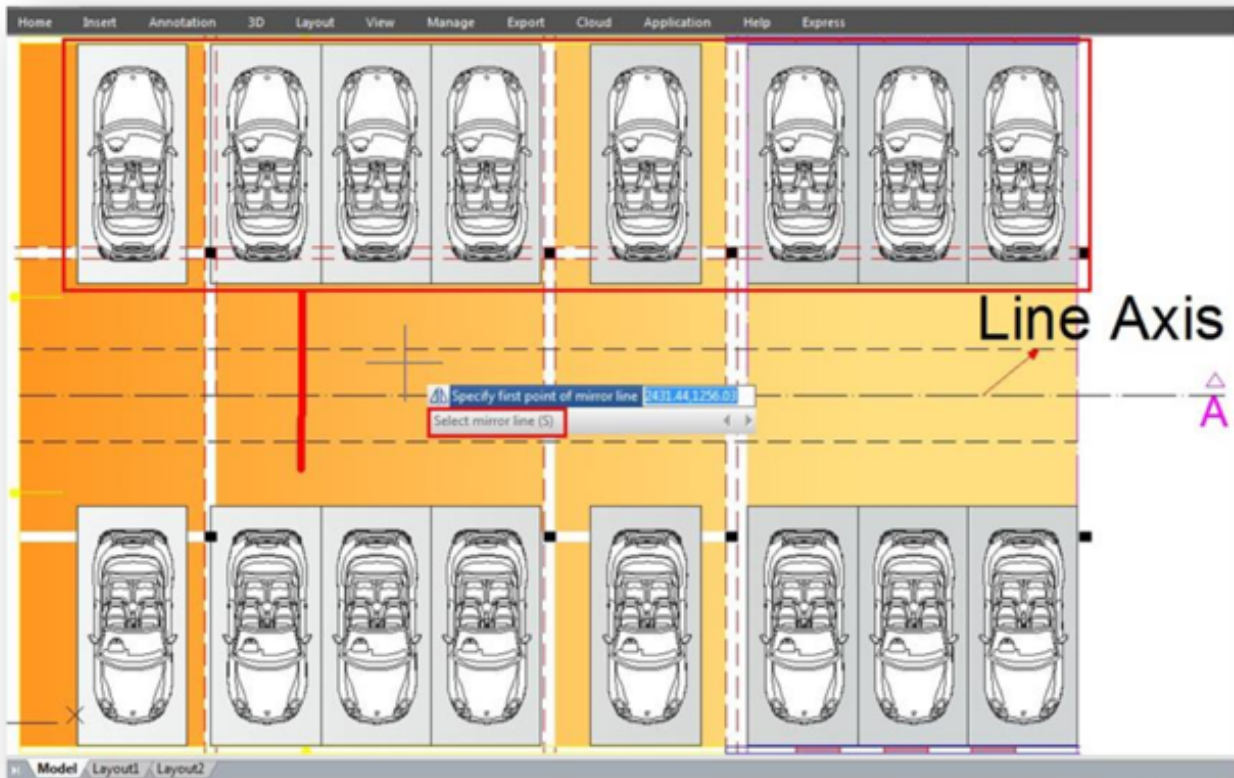 Home Insert Annotation 3D Layout View Manage Export Cloud Application Help Express
Line Axis
Specify first point of mirror line 2431.44,1256.03
Select mirror line (S)
A
Model Layout1 Layout2